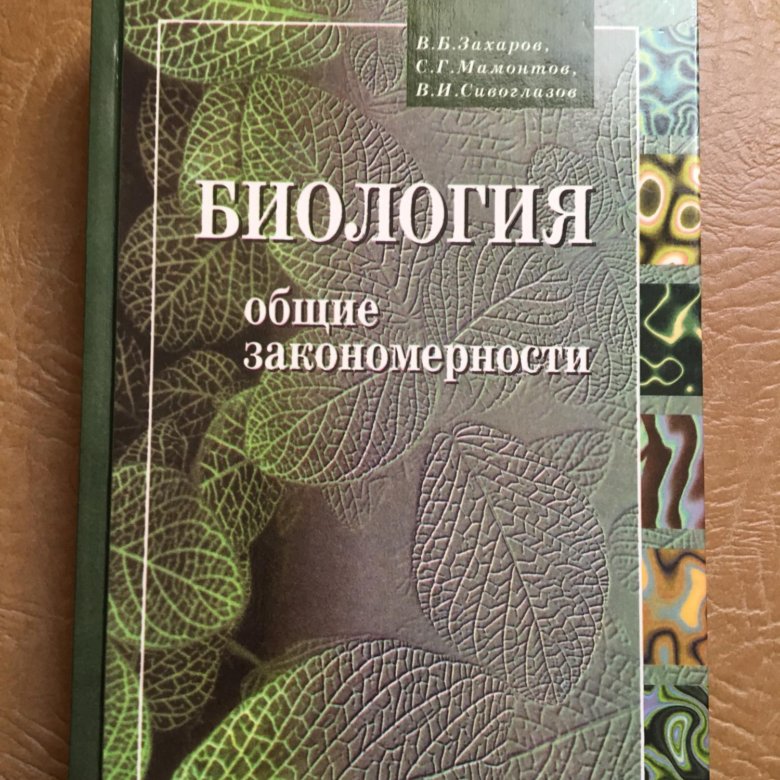 В.Б.Захаров,
С.Г.Мамонтов,
В.И.Сивоглазов
БИОЛОГИЯ
общие
закономерности